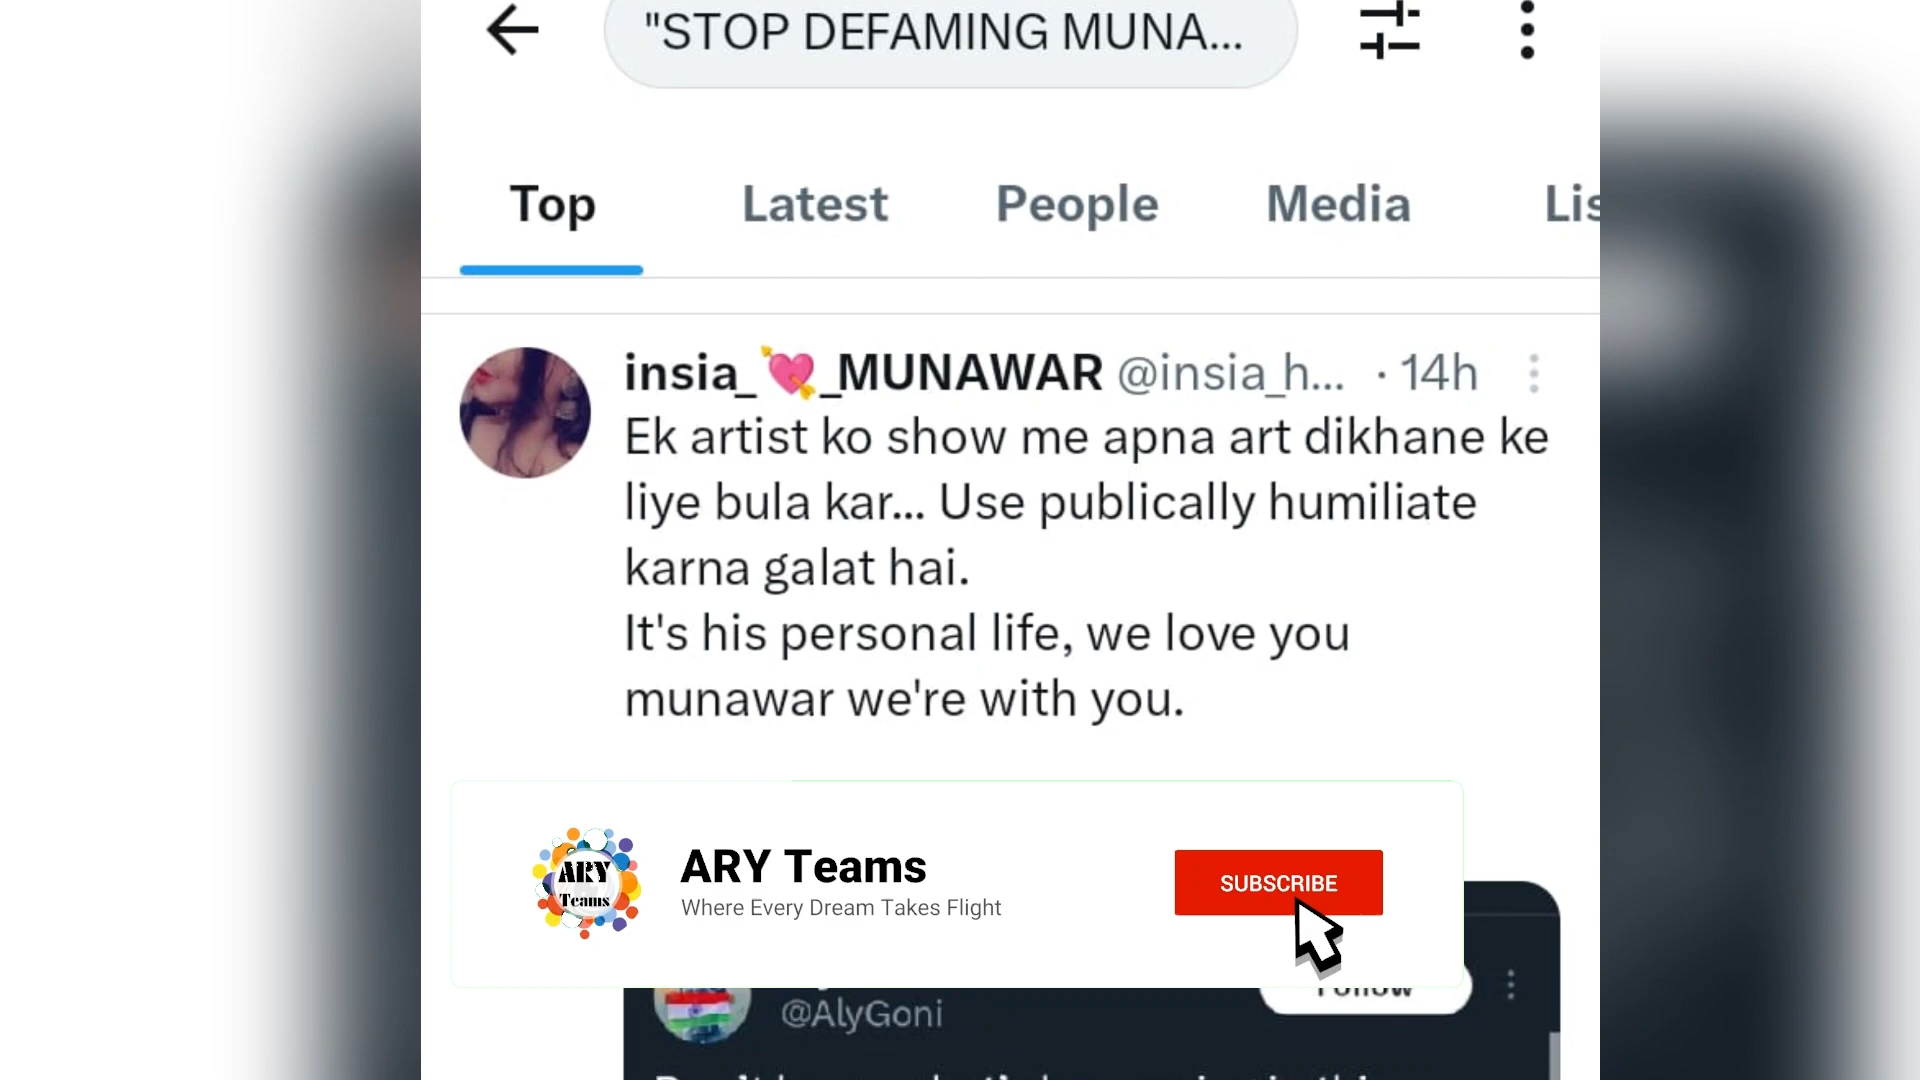 "STOP DEFAMING MUNA...
Top Latest People Media Lis
insia_💘_MUNAWAR @insia_h... · 14h
Ek artist ko show me apna art dikhane ke
liye bula kar... Use publically humiliate
karna galat hai.
It's his personal life, we love you
munawar we're with you.
ARY
Teams
ARY Teams
Where Every Dream Takes Flight
SUBSCRIBE
Follow
@AlyGoni